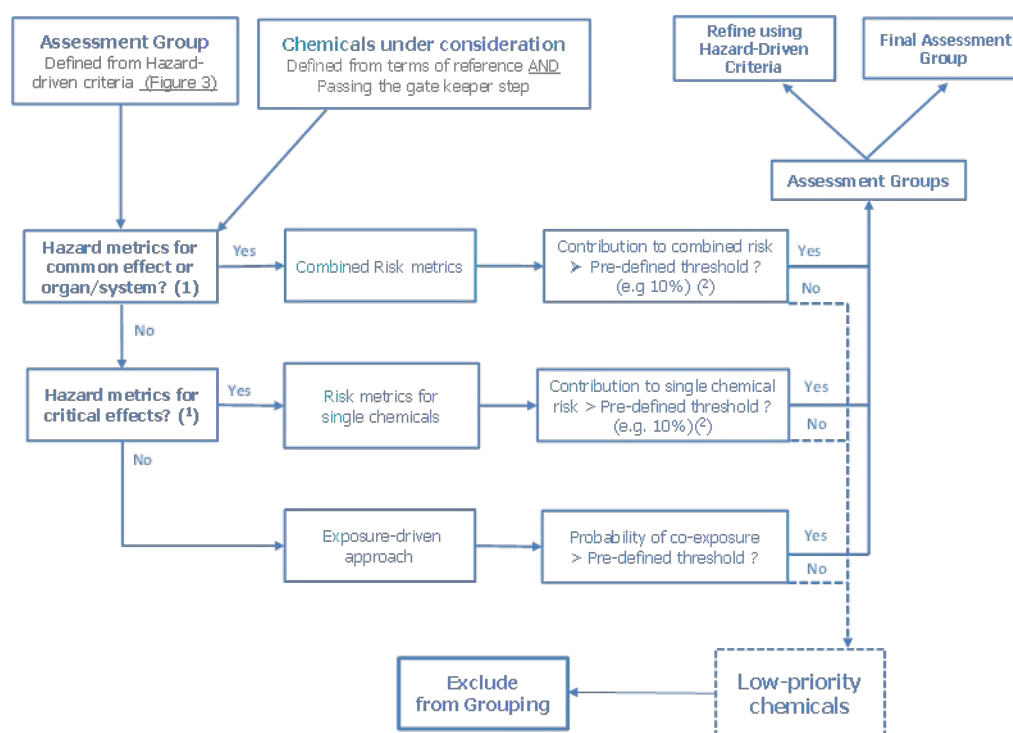 Assessment Group
Defined from Hazard-
driven criteria (Figure 3)
Chemicals under consideration
Defined from terms of reference AND
Passing the gate keeper step
Refine using
Hazard-Driven
Criteria
Final Assessment
Group
Assessment Groups
Hazard metrics for
common effect or
organ/system? (1)
Yes
Combined Risk metrics
Contribution to combined risk
➢ Pre-defined threshold ?
(e.g 10%) (²)
Yes
No
No
Hazard metrics for
critical effects? (¹)
Yes
Risk metrics for
single chemicals
Contribution to single chemical
risk > Pre-defined threshold ?
(e.g. 10%)(²)
Yes
No
No
Exposure-driven
approach
Probability of co-exposure
> Pre-defined threshold ?
Yes
No
Exclude
from Grouping
Low-priority
chemicals